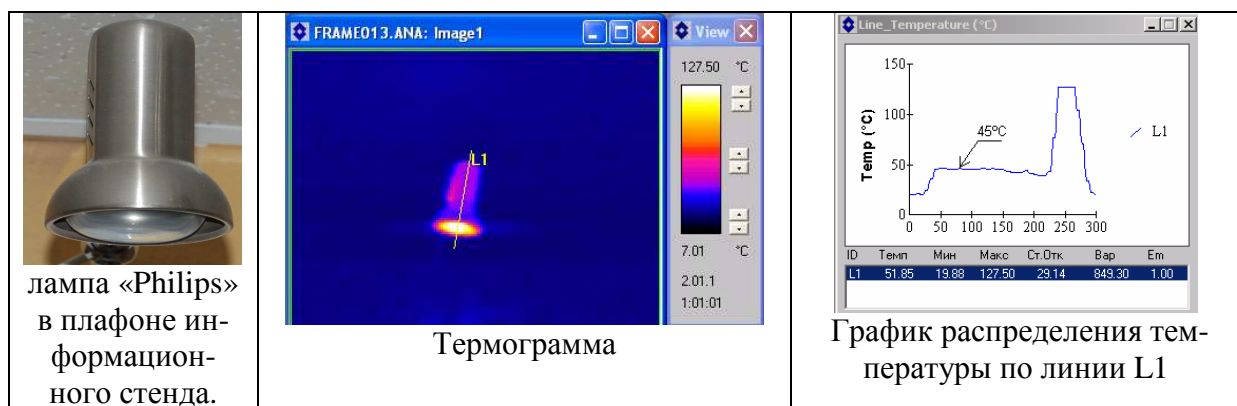 лампа «Philips»
в плафоне ин-
формацион-
ного стенда.
FRAME013.ANA: Image1
L1
View
127.50 °C
7.01 °C
2.01.1
1:01:01
Термограмма
Line_Temperature (°C)
Temp (°C)
150
100
50
0
0 50 100 150 200 250 300
45°C
L1
ID Темп Мин Макс Ст.Отк Вар Em
L1 51.85 19.88 127.50 29.14 849.30 1.00
График распределения тем-
пературы по линии L1